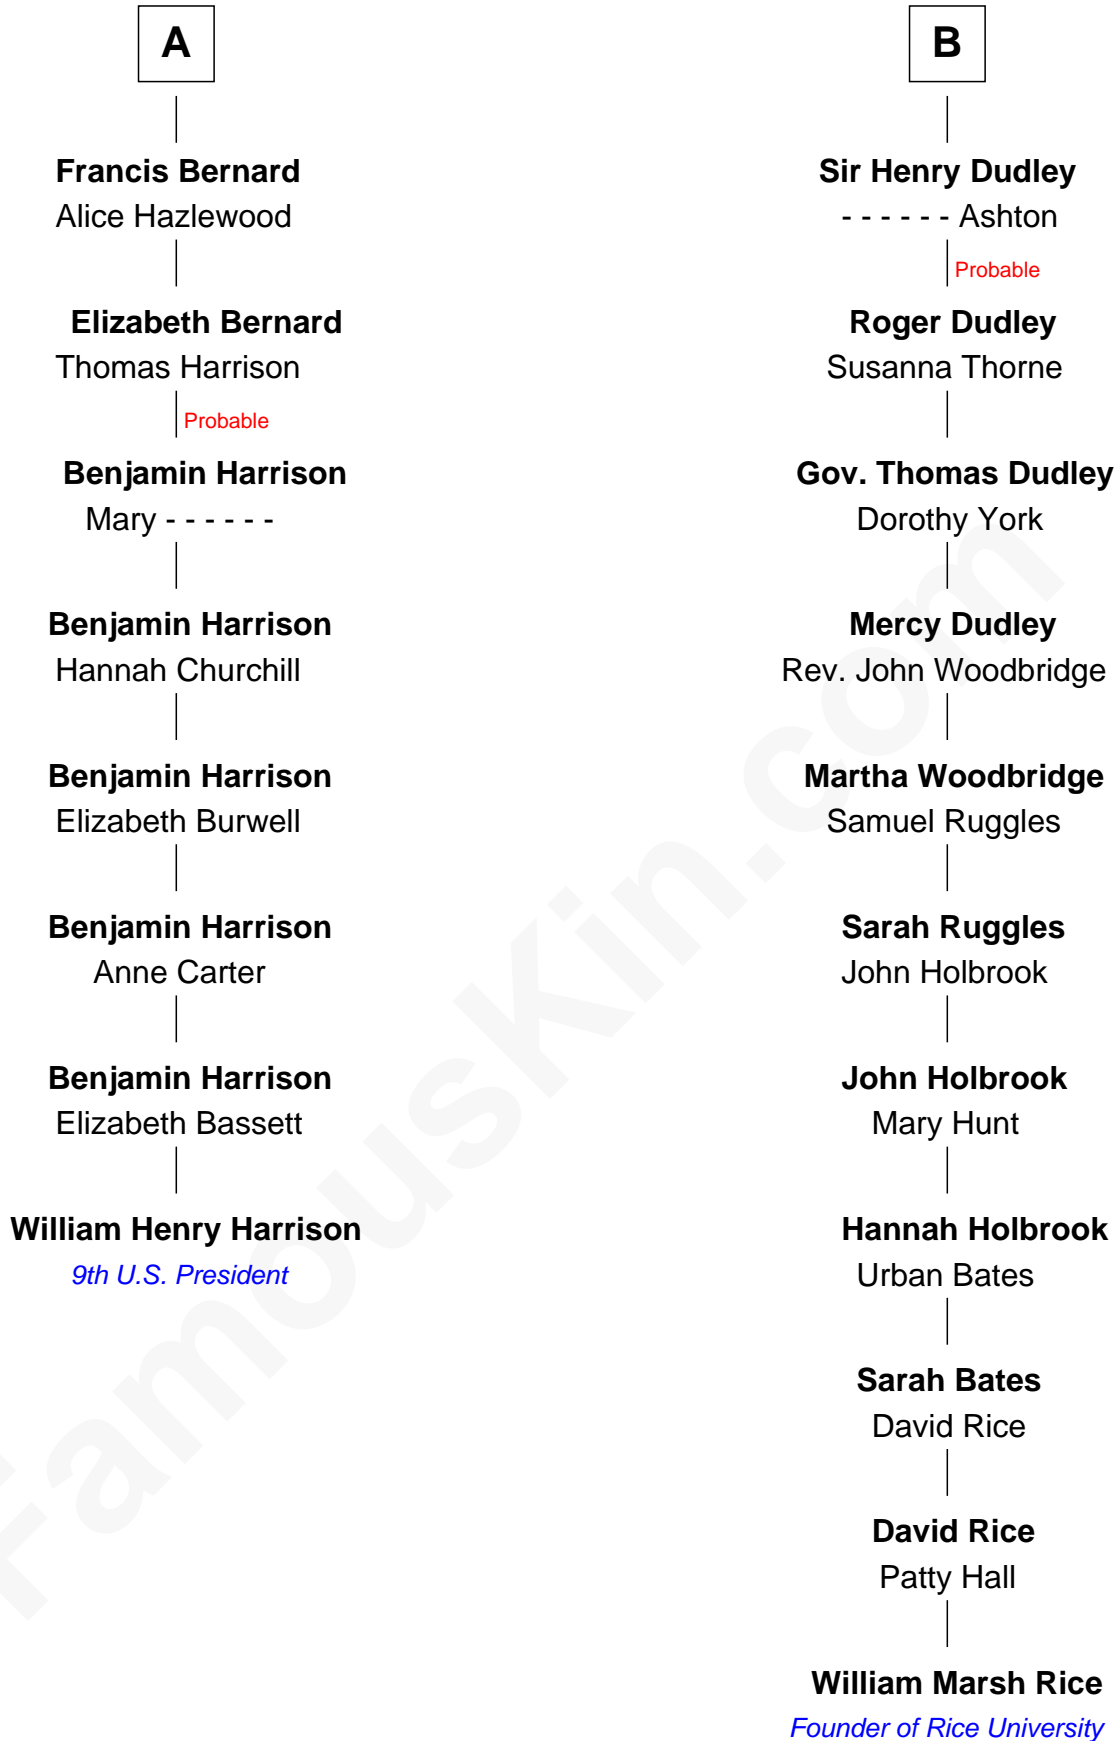 A
Francis Bernard
Alice Hazlewood
Elizabeth Bernard
Thomas Harrison
Probable
Benjamin Harrison
Mary - - - - - -
Benjamin Harrison
Hannah Churchill
Benjamin Harrison
Elizabeth Burwell
Benjamin Harrison
Anne Carter
Benjamin Harrison
Elizabeth Bassett
William Henry Harrison
9th U.S. President
B
Sir Henry Dudley
- - - - - - Ashton
Probable
Roger Dudley
Susanna Thorne
Gov. Thomas Dudley
Dorothy York
Mercy Dudley
Rev. John Woodbridge
Martha Woodbridge
Samuel Ruggles
Sarah Ruggles
John Holbrook
John Holbrook
Mary Hunt
Hannah Holbrook
Urban Bates
Sarah Bates
David Rice
David Rice
Patty Hall
William Marsh Rice
Founder of Rice University
FamousKin.com